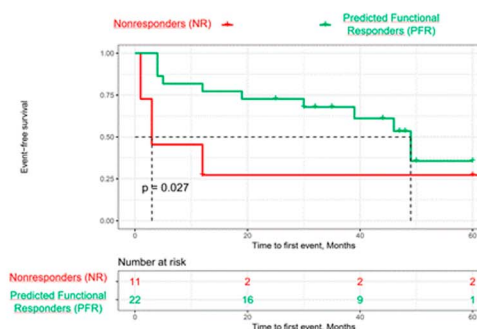 Nonresponders (NR)
Predicted Functional
Responders (PFR)
1.00
0.75
0.50
0.25
0.00
Event-free survival
p = 0.027
0
20
40
60
Time to first event, Months
Number at risk
Nonresponders (NR)
11 2 2 2
Predicted Functional
Responders (PFR)
22 16 9 1
0 20 40 60
Time to first event, Months